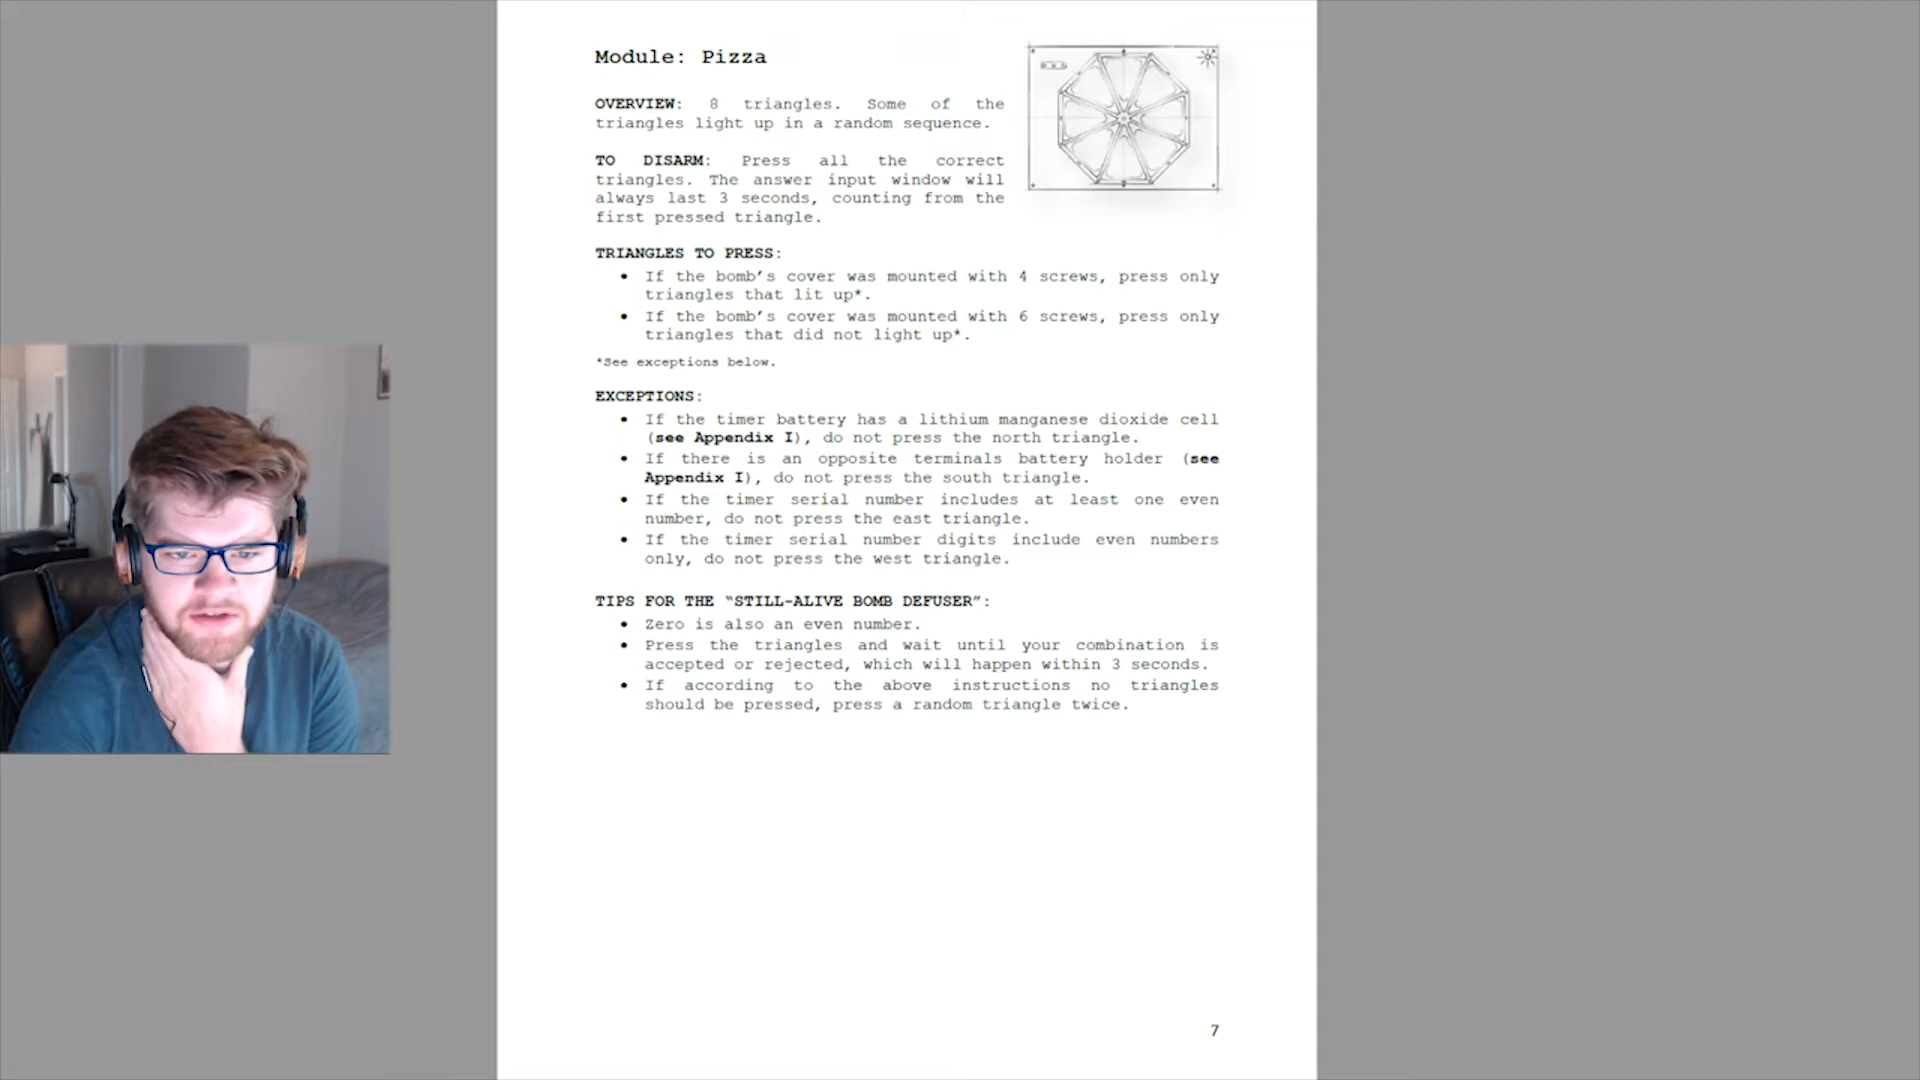 Module: Pizza
OVERVIEW: 8 triangles. Some of the
triangles light up in a random sequence.
TO DISARM: Press all the correct
triangles. The answer input window will
always last 3 seconds, counting from the
first pressed triangle.
TRIANGLES TO PRESS:
• If the bomb's cover was mounted with 4 screws, press only
triangles that lit up*.
• If the bomb's cover was mounted with 6 screws, press only
triangles that did not light up*.
*See exceptions below.
EXCEPTIONS:
• If the timer battery has a lithium manganese dioxide cell
(see Appendix I), do not press the north triangle.
• If there is an opposite terminals battery holder (see
Appendix I), do not press the south triangle.
• If the timer serial number includes at least one even
number, do not press the east triangle.
• If the timer serial number digits include even numbers
only, do not press the west triangle.
TIPS FOR THE “STILL-ALIVE BOMB DEFUSER”:
• Zero is also an even number.
• Press the triangles and wait until your combination is
accepted or rejected, which will happen within 3 seconds.
• If according to the above instructions no triangles
should be pressed, press a random triangle twice.
7